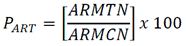 P_ART = [ARMTN / ARMCN] x 100